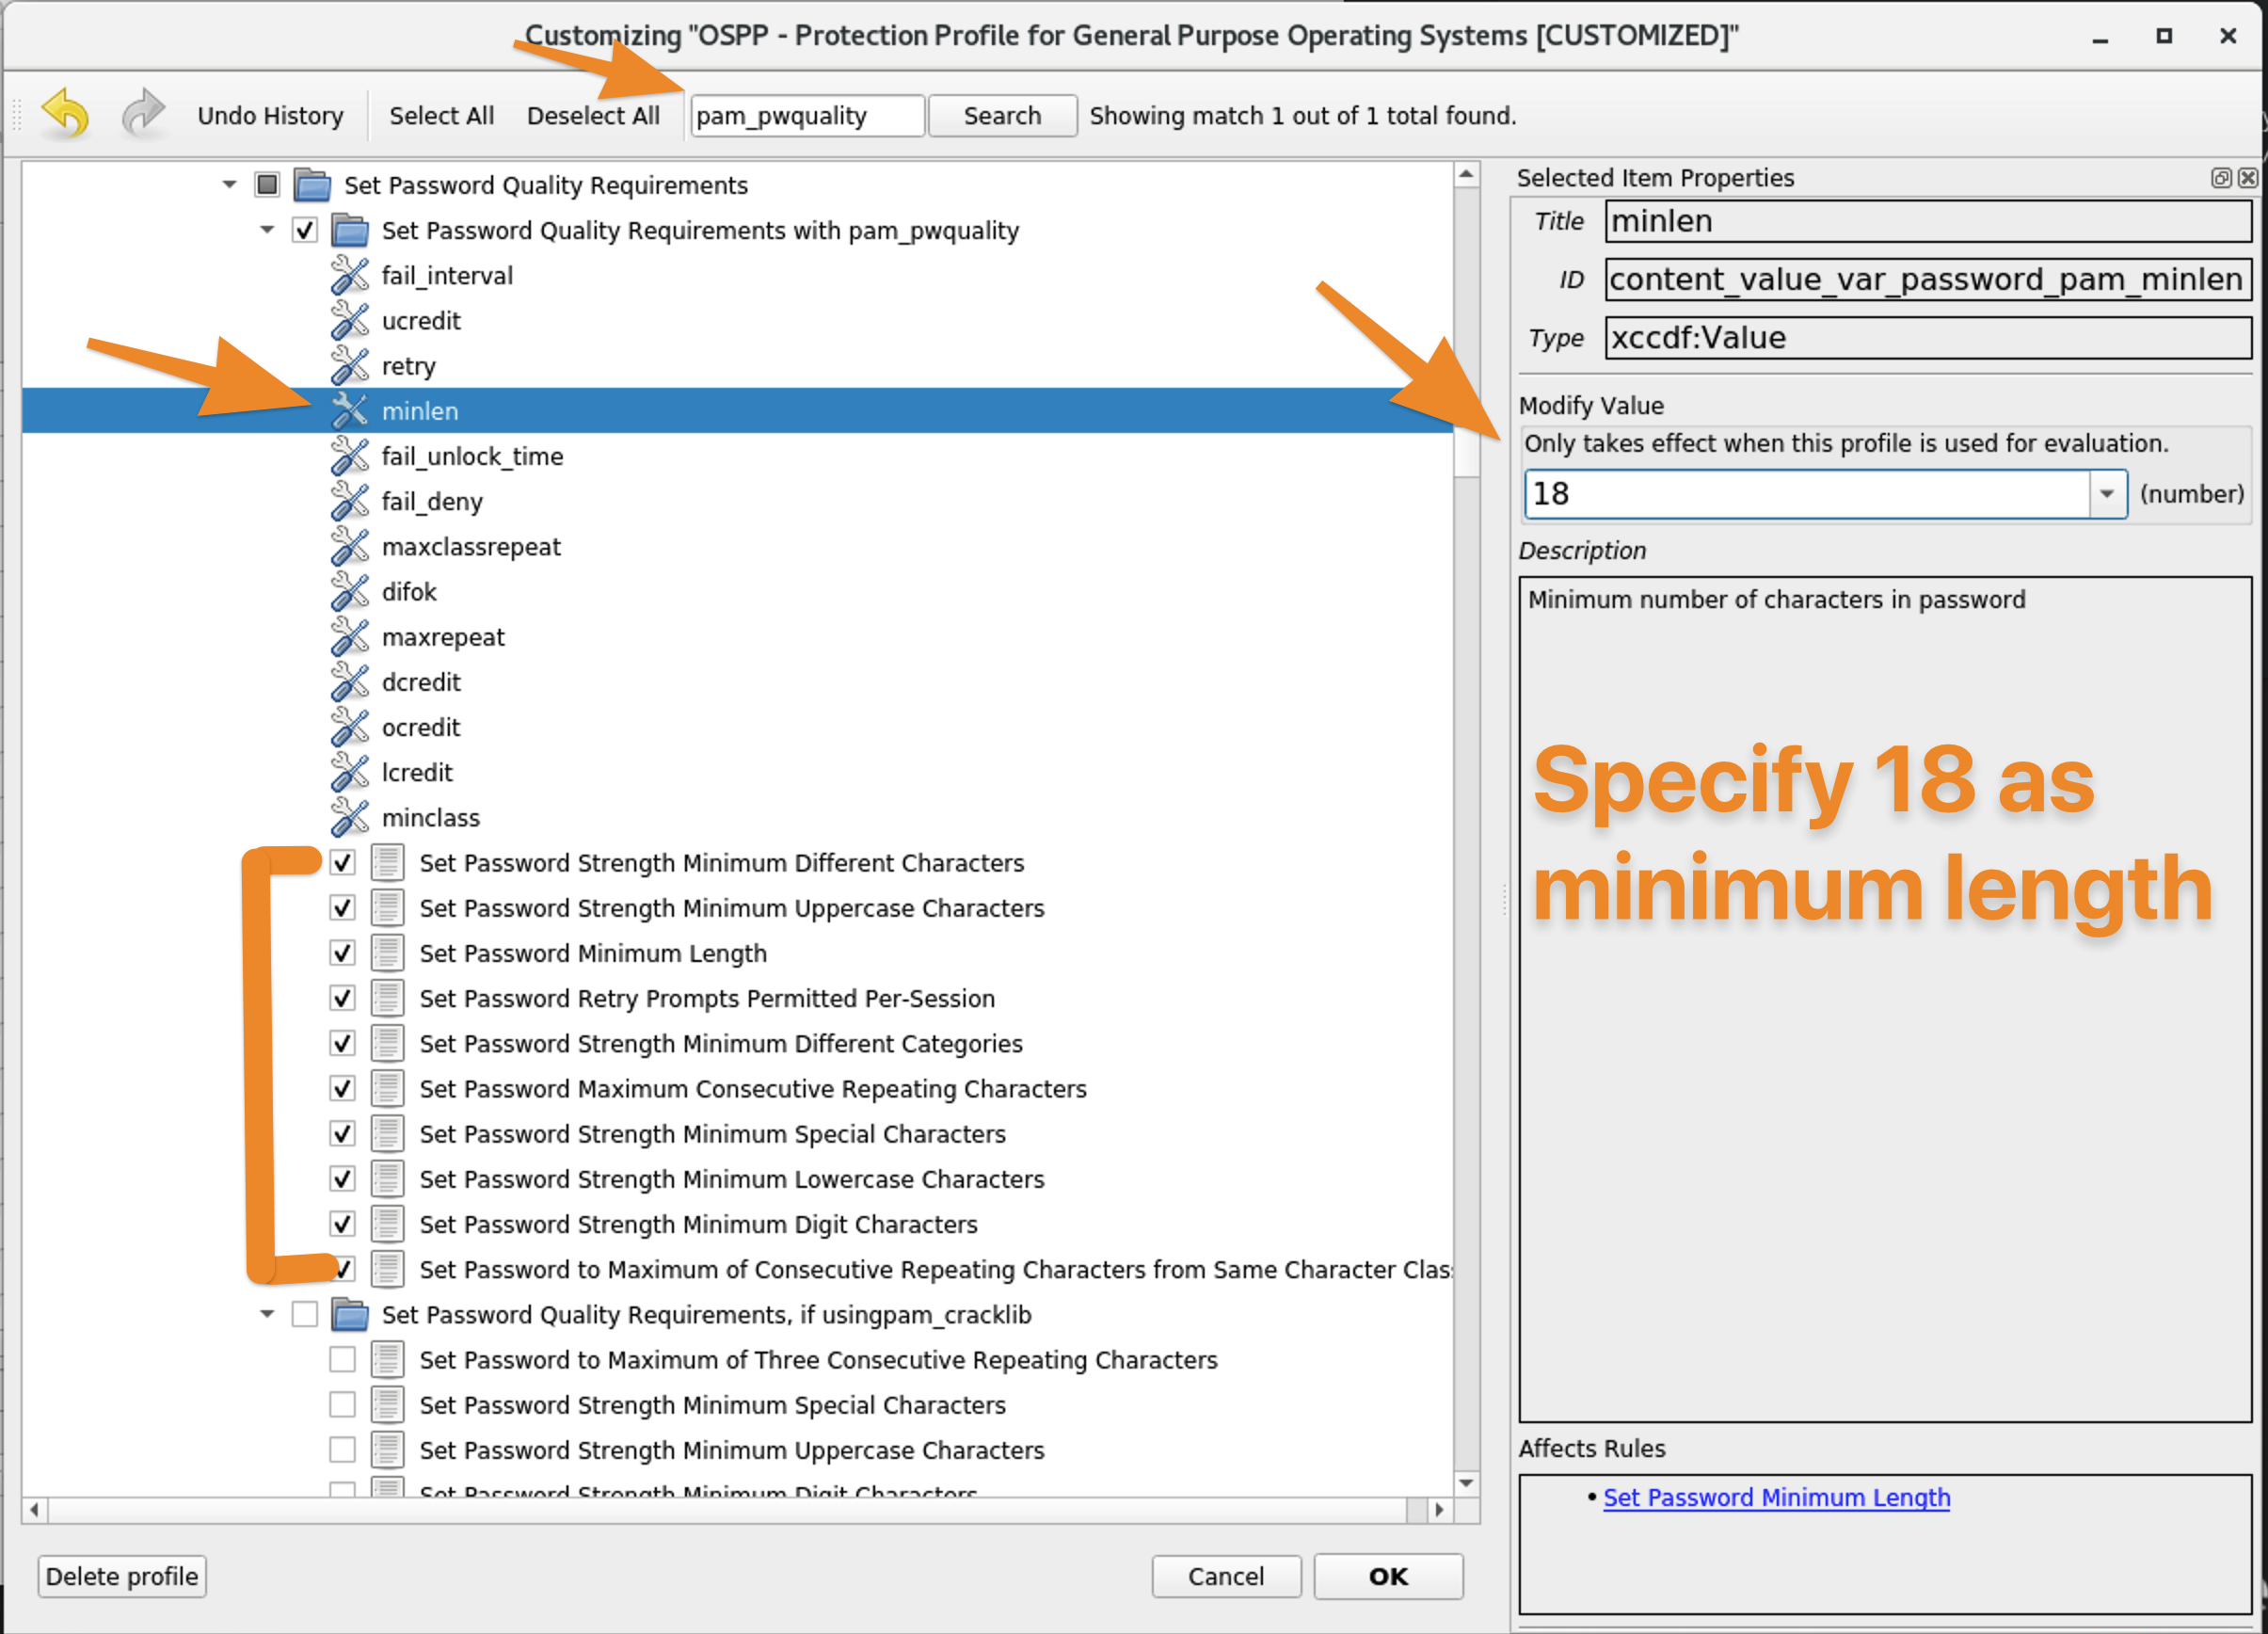 Customizing "OSPP - Protection Profile for General Purpose Operating Systems [CUSTOMIZED]"
Undo History
Select All
Deselect All
pam_pwquality
Search
Showing match 1 out of 1 total found.
Set Password Quality Requirements
Set Password Quality Requirements with pam_pwquality
fail_interval
ucredit
retry
minlen
fail_unlock_time
fail_deny
maxclassrepeat
difok
maxrepeat
dcredit
ocredit
lcredit
minclass
Set Password Strength Minimum Different Characters
Set Password Strength Minimum Uppercase Characters
Set Password Minimum Length
Set Password Retry Prompts Permitted Per-Session
Set Password Strength Minimum Different Categories
Set Password Maximum Consecutive Repeating Characters
Set Password Strength Minimum Special Characters
Set Password Strength Minimum Lowercase Characters
Set Password Strength Minimum Digit Characters
Set Password to Maximum of Consecutive Repeating Characters from Same Character Clas
Set Password Quality Requirements, if usingpam_cracklib
Set Password to Maximum of Three Consecutive Repeating Characters
Set Password Strength Minimum Special Characters
Set Password Strength Minimum Uppercase Characters
Set Password Strength Minimum Digit Characters
Delete profile
Cancel
OK
Selected Item Properties
Title minlen
ID content_value_var_password_pam_minlen
Type xccdf:Value
Modify Value
Only takes effect when this profile is used for evaluation.
18 (number)
Description
Minimum number of characters in password
Specify 18 as
minimum length
Affects Rules
• Set Password Minimum Length